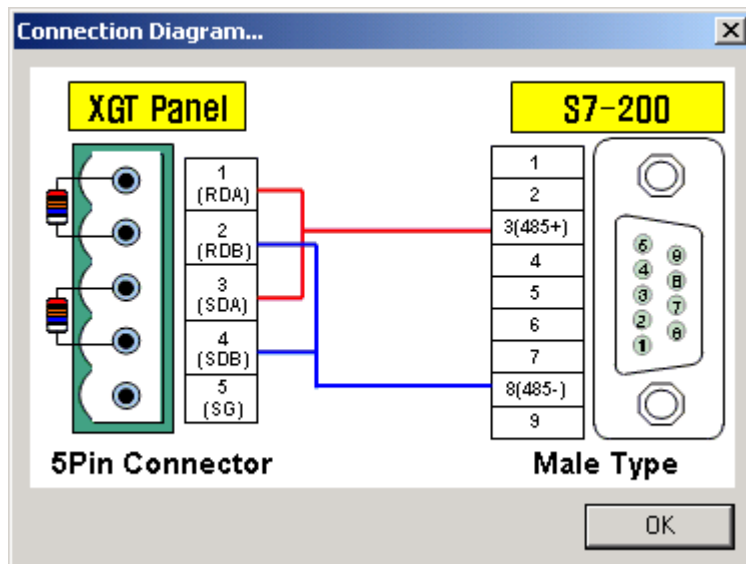 Connection Diagram...
XGT Panel
S7-200
1
(RDA)
2
(RDB)
3
(SDA)
4
(SDB)
5
(SG)
1
2
3(485+)
4
5
6
7
8(485-)
9
5
4
3
2
1
9
8
7
6
5Pin Connector
Male Type
OK